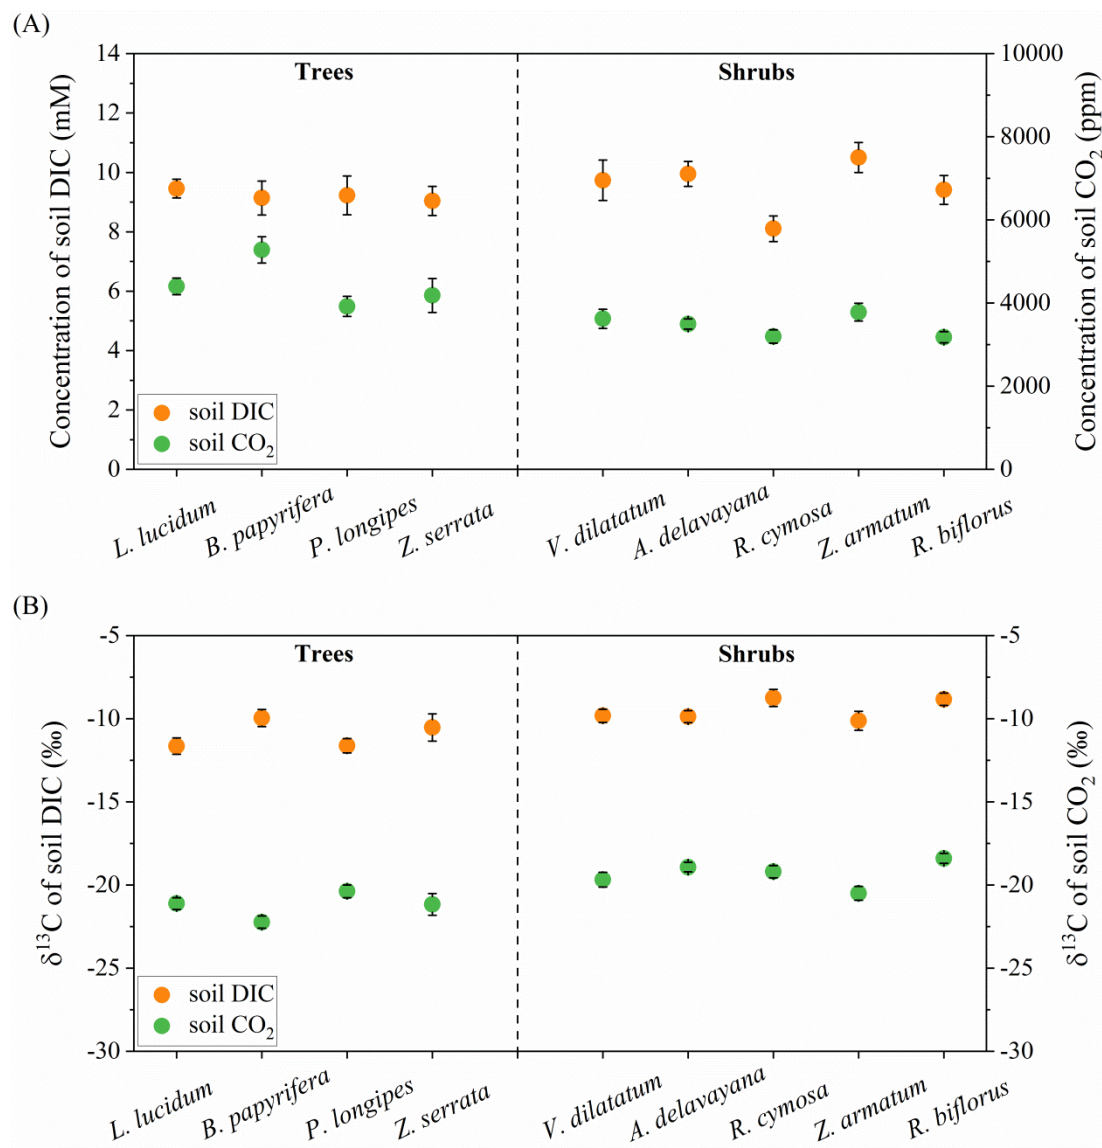 (A)
Trees
Shrubs
Concentration of soil DIC (mM)
14
12
10
8
6
4
2
0
Concentration of soil CO₂ (ppm)
10000
8000
6000
4000
2000
0
soil DIC
soil CO₂
L. lucidum
B. papyrifera
P. longipes
Z. serrata
V. dilatatum
A. delavayana
R. cymosa
Z. armatum
R. biflorus
(B)
Trees
Shrubs
δ¹³C of soil DIC (‰)
-5
-10
-15
-20
-25
-30
δ¹³C of soil CO₂ (‰)
-5
-10
-15
-20
-25
-30
soil DIC
soil CO₂
L. lucidum
B. papyrifera
P. longipes
Z. serrata
V. dilatatum
A. delavayana
R. cymosa
Z. armatum
R. biflorus